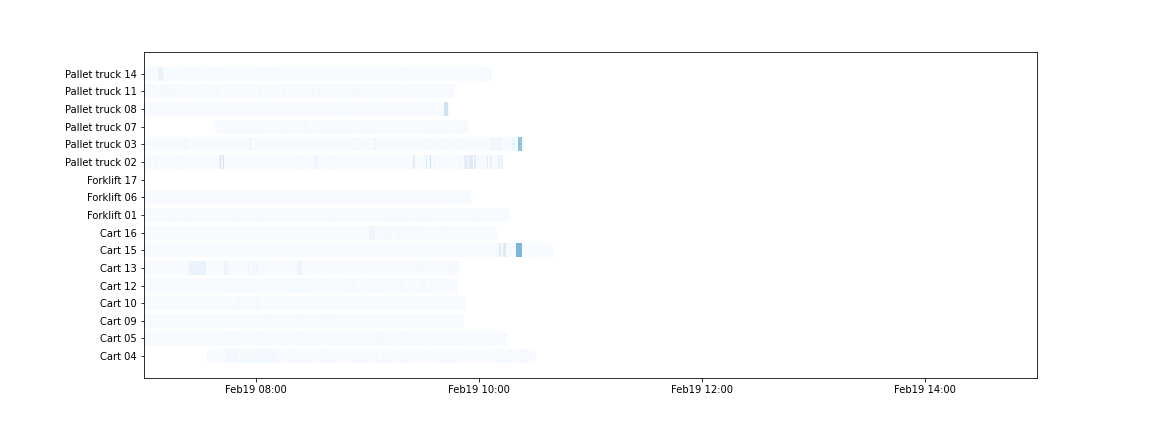 Pallet truck 14
Pallet truck 11
Pallet truck 08
Pallet truck 07
Pallet truck 03
Pallet truck 02
Forklift 17
Forklift 06
Forklift 01
Cart 16
Cart 15
Cart 13
Cart 12
Cart 10
Cart 09
Cart 05
Cart 04
Feb19 08:00 Feb19 10:00 Feb19 12:00 Feb19 14:00